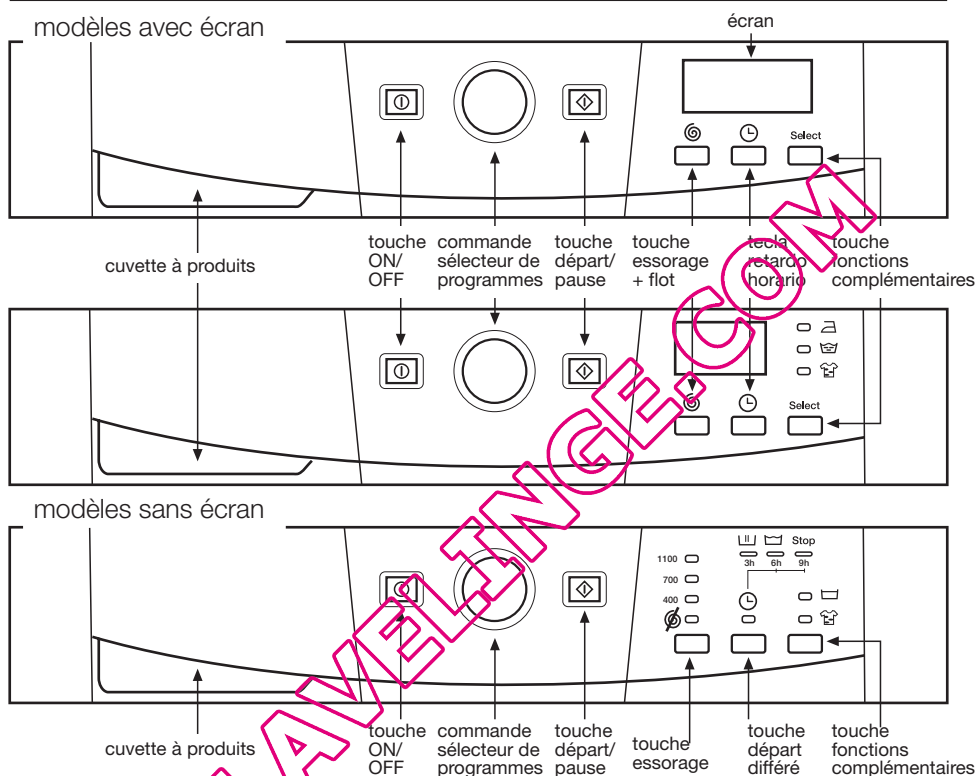 modèles avec écran
écran
Select
cuvette à produits
touche
ON/
OFF
commande
sélecteur de
programmes
touche
départ/
pause
touche
essorage
+ flot
tecla
retardo
horario
touche
fonctions
complémentaires
Select
modèles sans écran
Stop
3h 6h 9h
1100
700
400
cuvette à produits
touche
ON/
OFF
commande
sélecteur de
programmes
touche
départ/
pause
touche
essorage
touche
départ
différé
touche
fonctions
complémentaires
LAVELINGE.COM